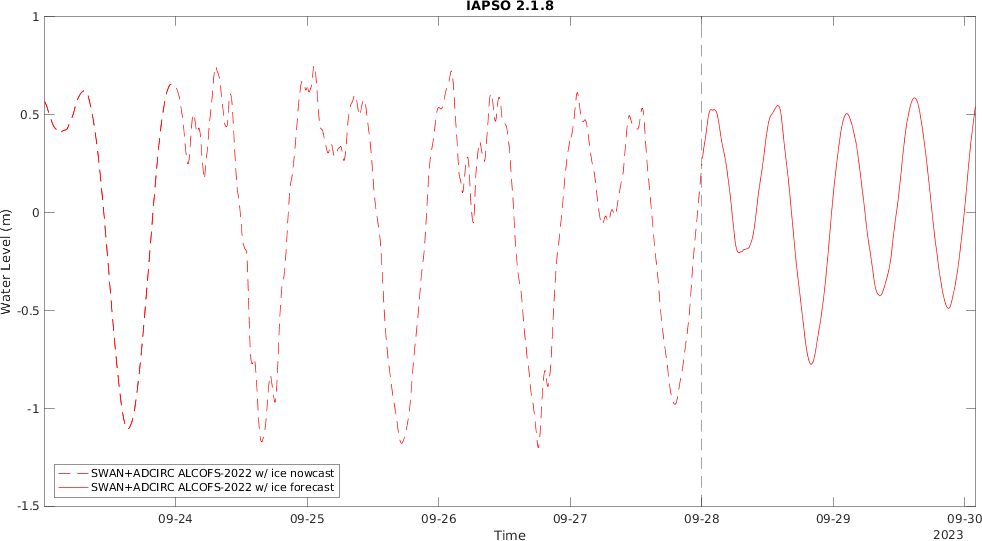 IAPSO 2.1.8
1
0.5
0
-0.5
-1
-1.5
Water Level (m)
SWAN+ADCIRC ALCOFS-2022 w/ ice nowcast
SWAN+ADCIRC ALCOFS-2022 w/ ice forecast
09-24 09-25 09-26 09-27 09-28 09-29 09-30
Time
2023